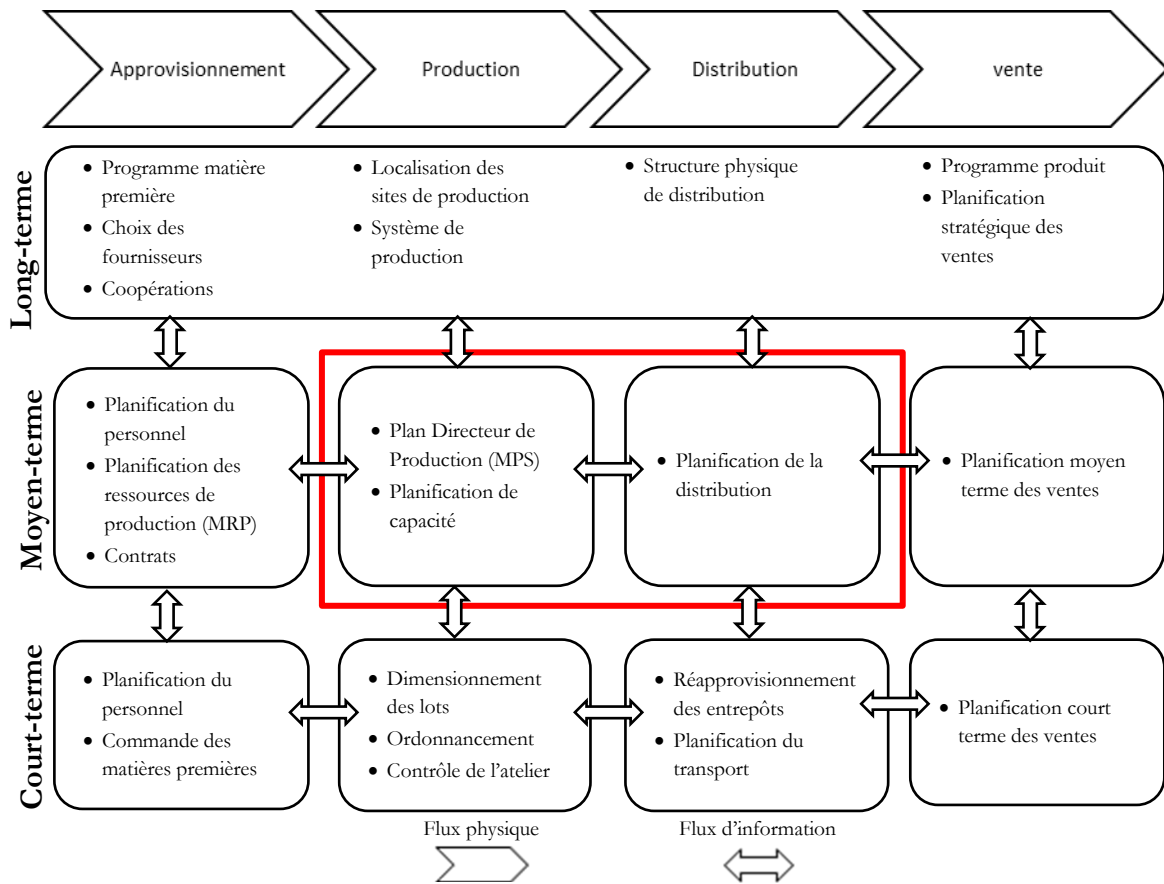 Approvisionnement
Production
Distribution
vente
Long-terme
• Programme matière
première
• Choix des
fournisseurs
• Coopérations
• Localisation des
sites de production
• Système de
production
• Structure physique
de distribution
• Programme produit
• Planification
stratégique des
ventes
Moyen-terme
• Planification du
personnel
• Planification des
ressources de
production (MRP)
• Contrats
• Plan Directeur de
Production (MPS)
• Planification de
capacité
• Planification de la
distribution
• Planification moyen
terme des ventes
Court-terme
• Planification du
personnel
• Commande des
matières premières
• Dimensionnement
des lots
• Ordonnancement
• Contrôle de l’atelier
• Réapprovisionnement
des entrepôts
• Planification du
transport
• Planification court
terme des ventes
Flux physique
Flux d’information